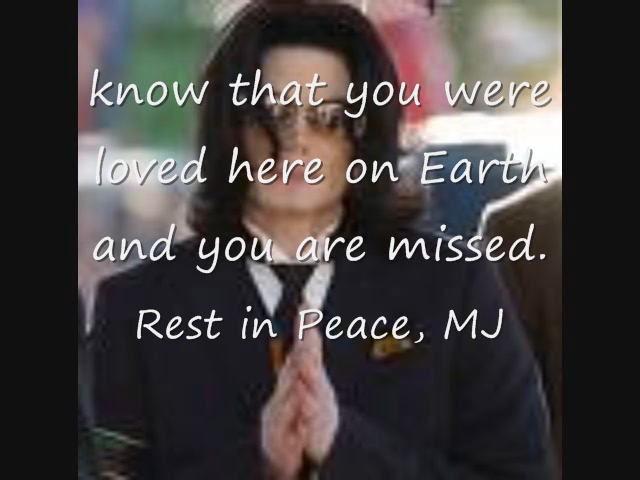 know that you were
loved here on Earth
and you are missed.
Rest in Peace, MJ